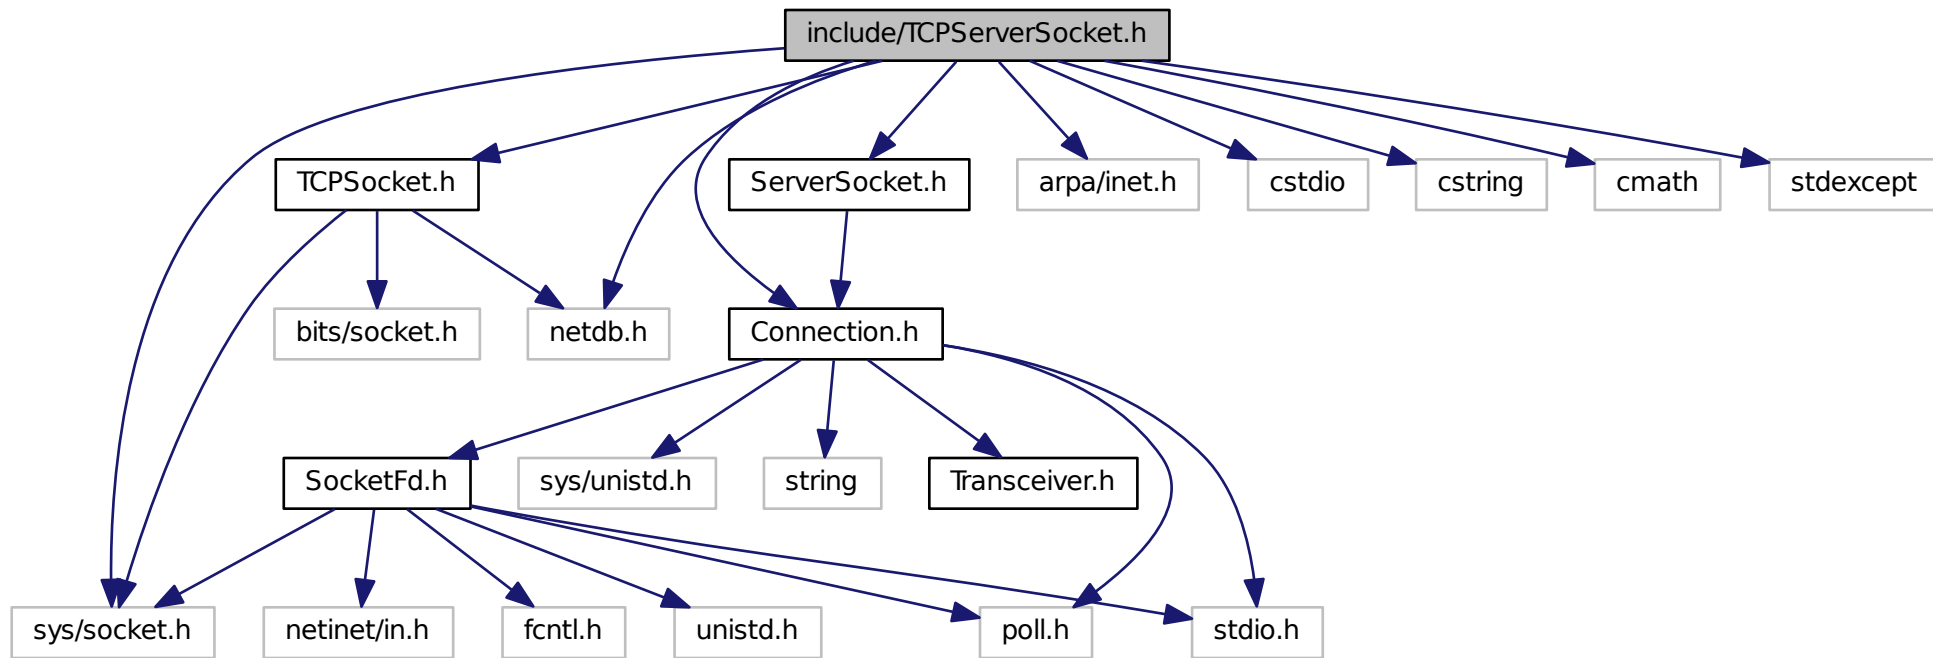 include/TCPServerSocket.h
TCPSocket.h
ServerSocket.h
arpa/inet.h
cstdio
cstring
cmath
stdexcept
bits/socket.h
netdb.h
Connection.h
SocketFd.h
sys/unistd.h
string
Transceiver.h
sys/socket.h
netinet/in.h
fcntl.h
unistd.h
poll.h
stdio.h